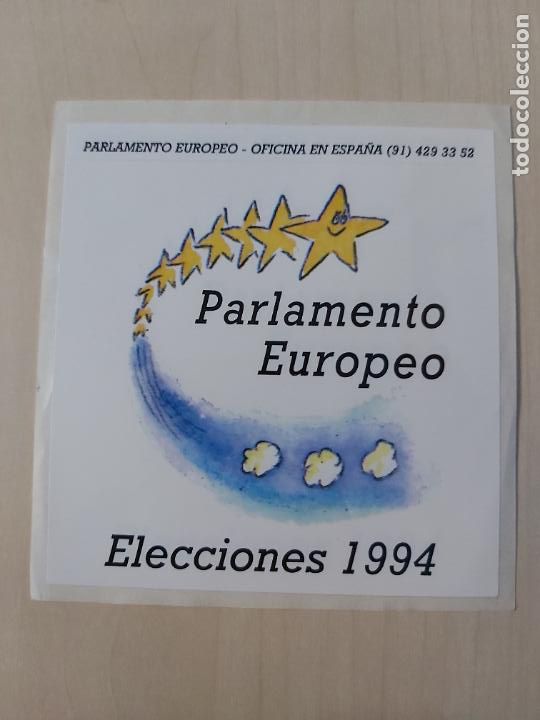 PARLAMENTO EUROPEO - OFICINA EN ESPAÑA (91) 429 33 52
Parlamento
Europeo
Elecciones 1994
todocoleccion